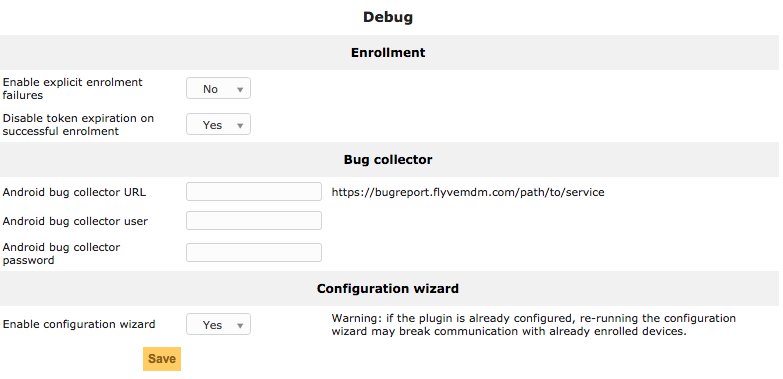 Debug
Enrollment
Enable explicit enrolment
failures
No
Disable token expiration on
successful enrolment
Yes
Bug collector
Android bug collector URL
https://bugreport.flyvemdm.com/path/to/service
Android bug collector user
Android bug collector
password
Configuration wizard
Enable configuration wizard
Yes
Warning: if the plugin is already configured, re-running the configuration
wizard may break communication with already enrolled devices.
Save